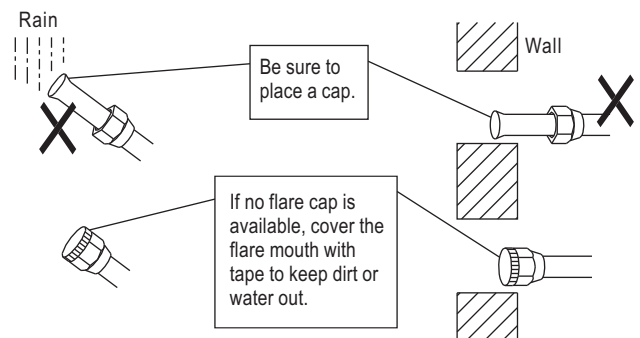 Rain
Wall
Be sure to
place a cap.
If no flare cap is
available, cover the
flare mouth with
tape to keep dirt or
water out.